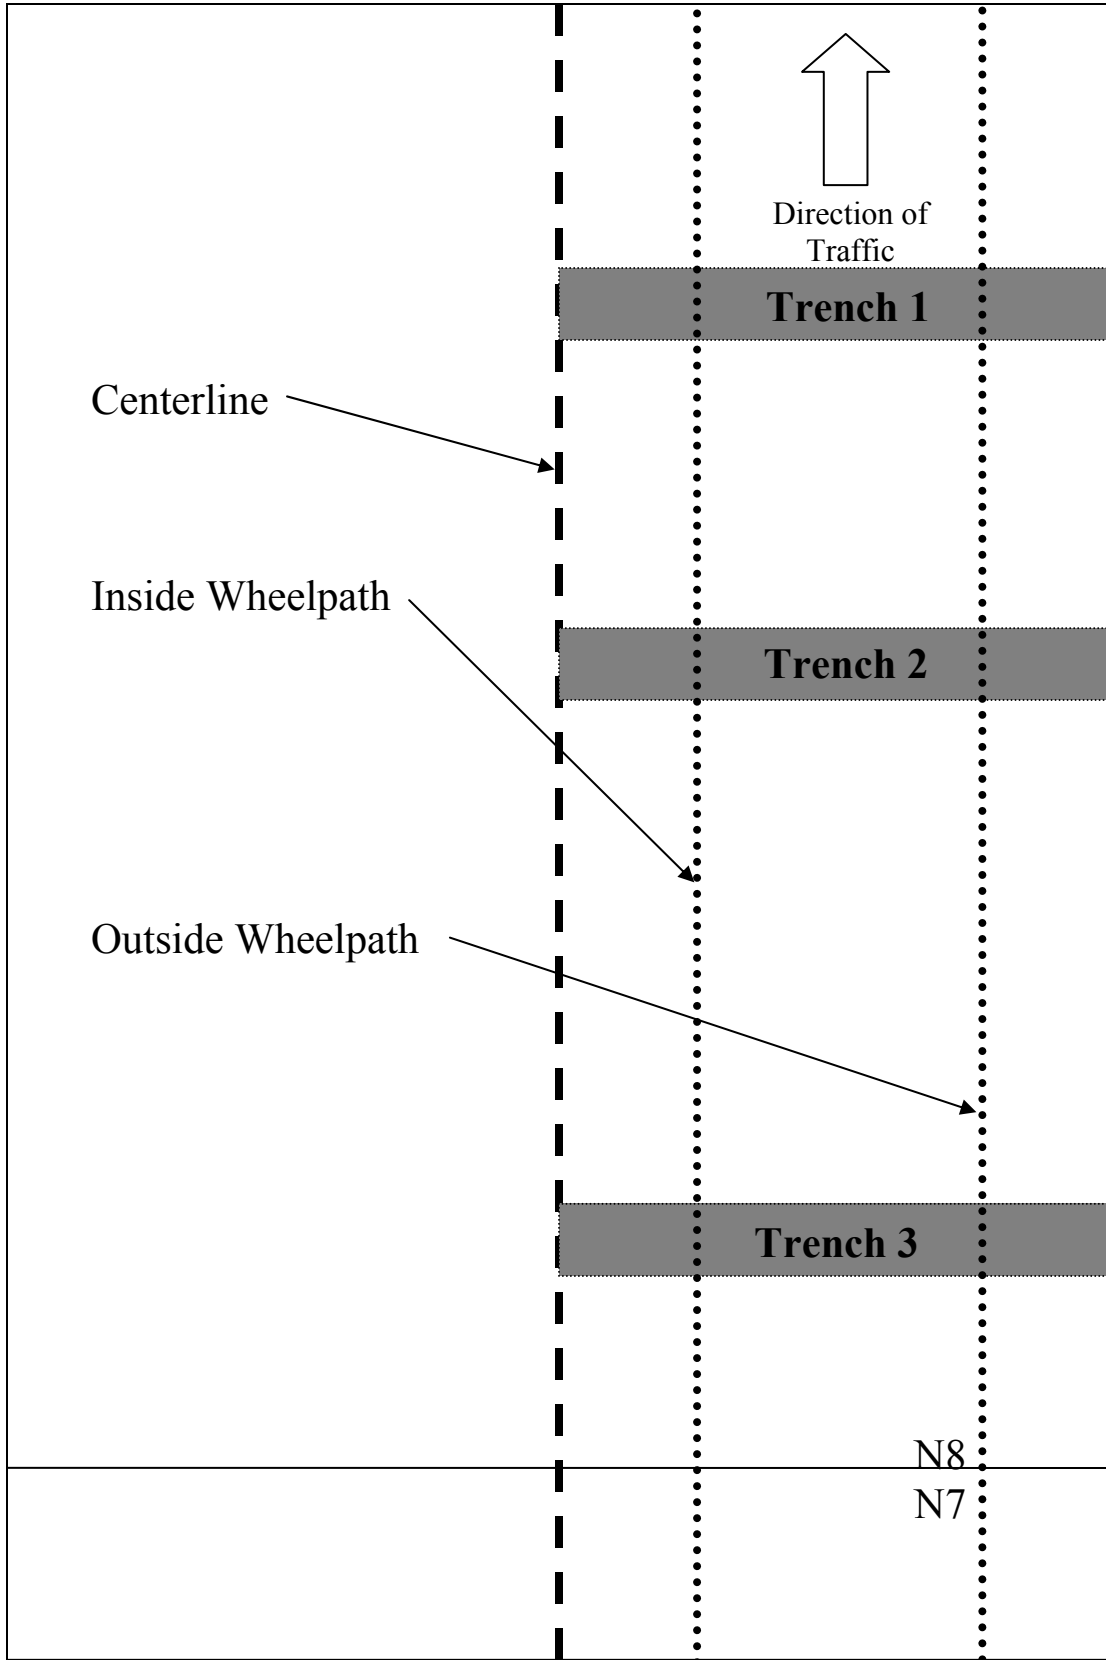 Direction of
Traffic
Trench 1
Centerline
Inside Wheelpath
Trench 2
Outside Wheelpath
Trench 3
N8
N7